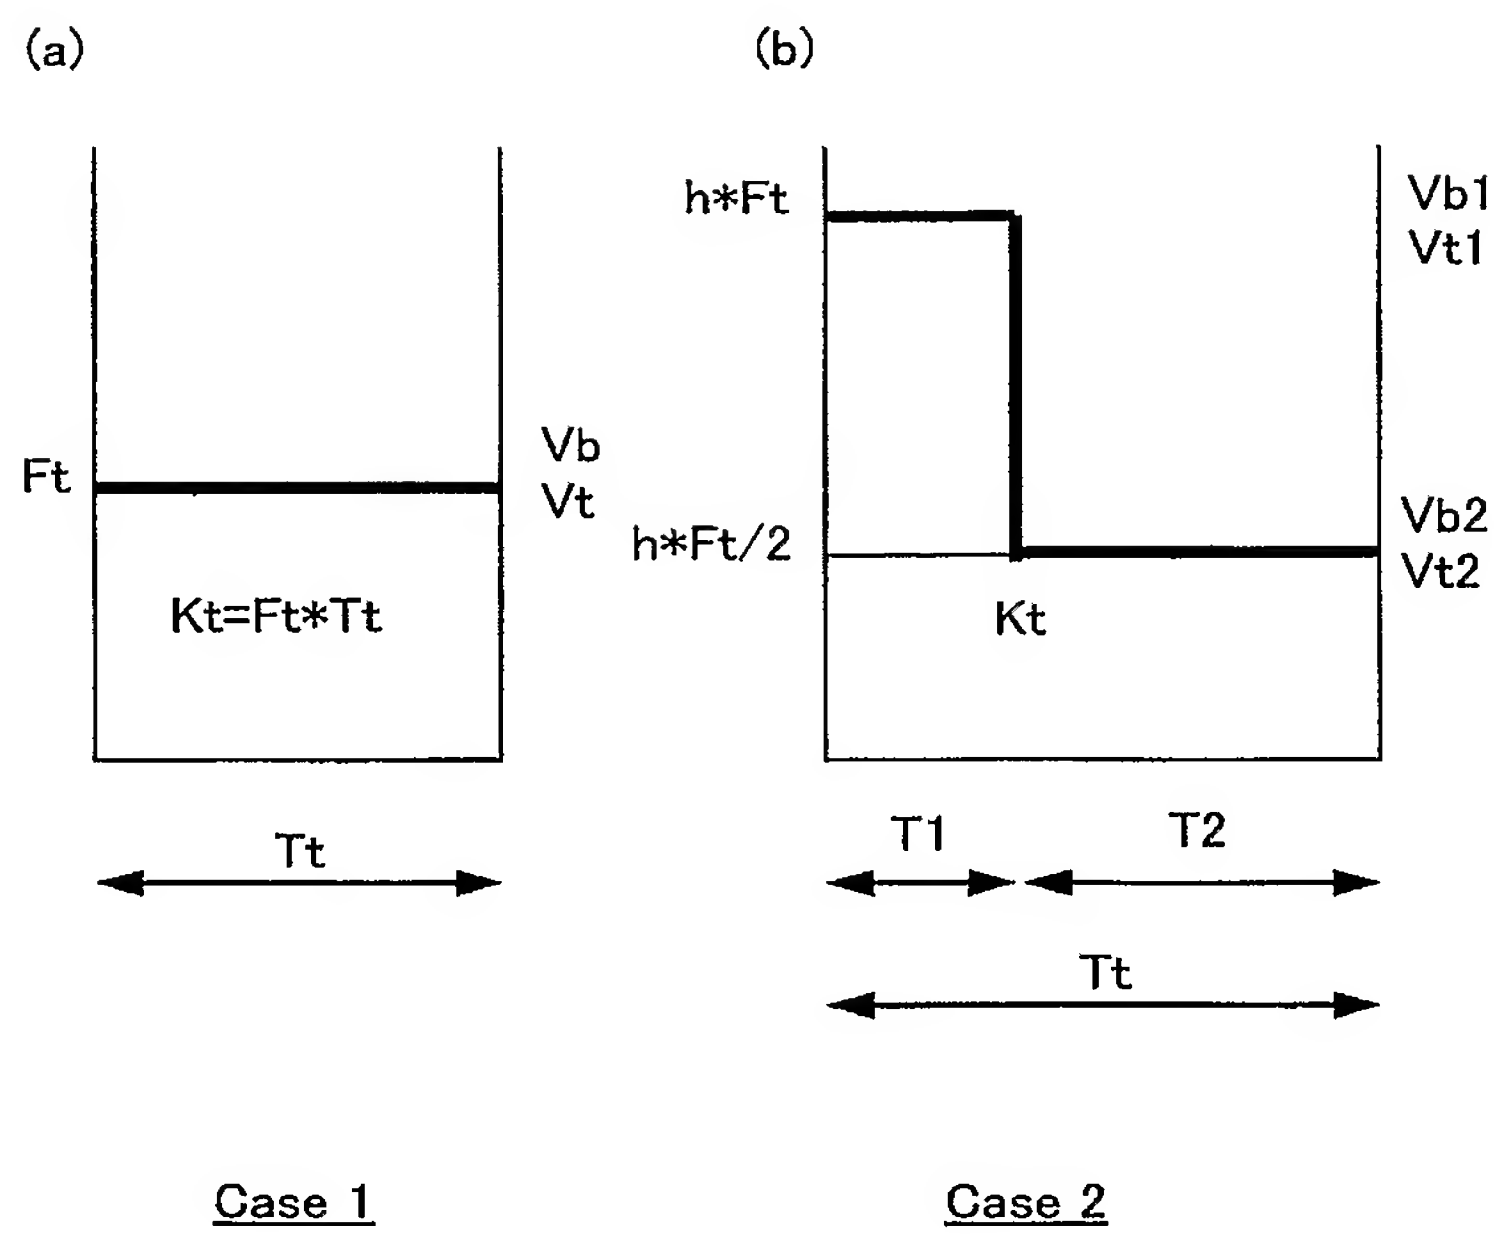 (a)
Ft
Vb
Vt
Kt=Ft*Tt
Tt
Case 1
(b)
h*Ft
Vb1
Vt1
h*Ft/2
Vb2
Vt2
Kt
T1
T2
Tt
Case 2